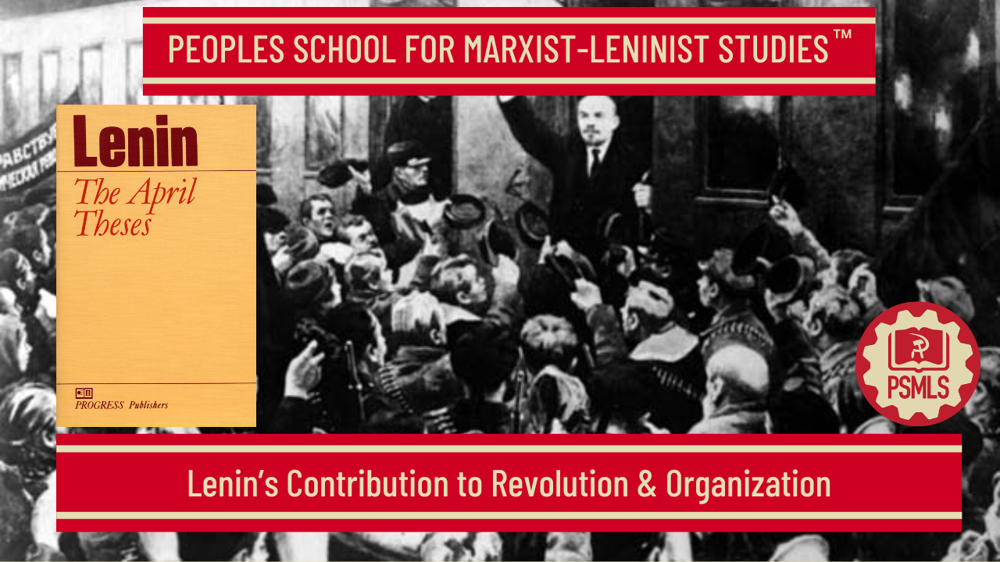 PEOPLES SCHOOL FOR MARXIST-LENINIST STUDIES™
Lenin
The April
Theses
PROGRESS Publishers
PSMLS
Lenin's Contribution to Revolution & Organization